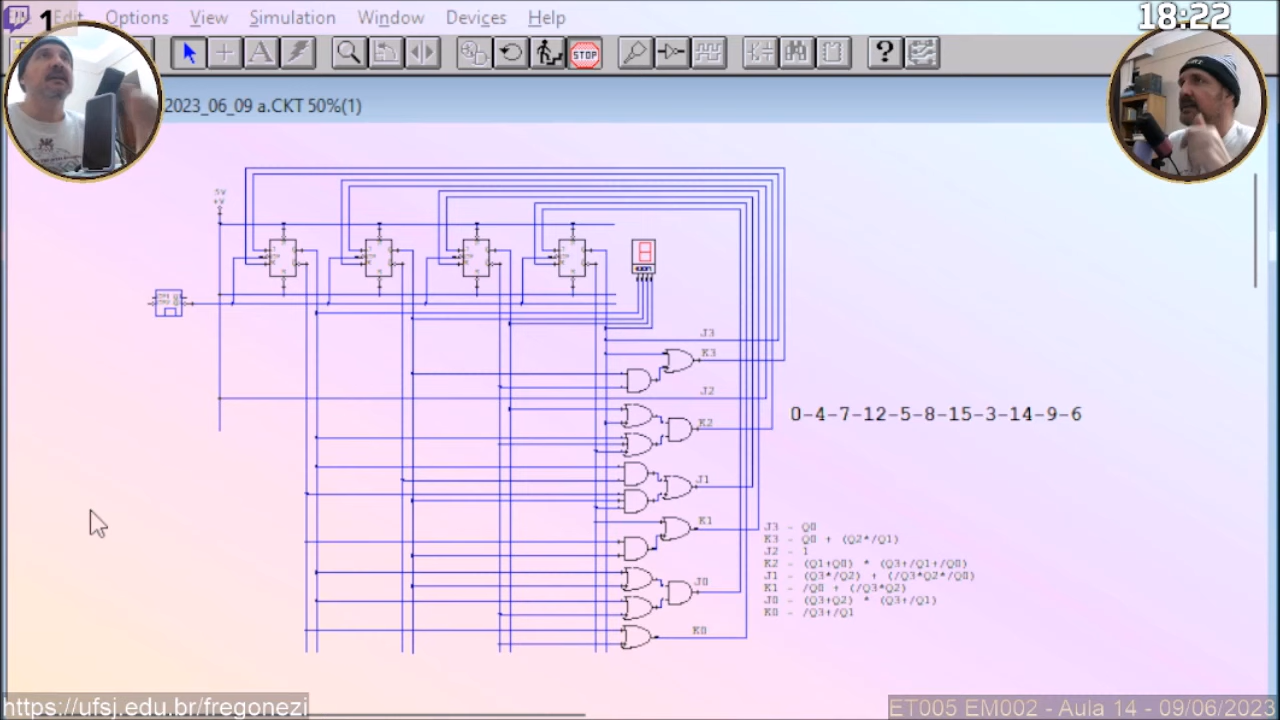 1
Edit Options View Simulation Window Devices Help
18:22
STOP
?
2023_06_09 a.CKT 50%(1)
5V
+V
J3
K3
J2
K2
0-4-7-12-5-8-15-3-14-9-6
J1
K1
J3 - Q0
K3 - Q0 + (Q2*/Q1)
J2 - 1
K2 - (Q1+Q0) * (Q3+/Q1+/Q0)
J1 - (Q3*/Q2) + (/Q3*Q2*/Q0)
K1 - /Q0 + (/Q3*Q2)
J0 - (Q3+Q2) * (Q3+/Q1)
K0 - /Q3+/Q1
J0
K0
https://ufsj.edu.br/fregonezi
ET005 EM002 - Aula 14 - 09/06/2023